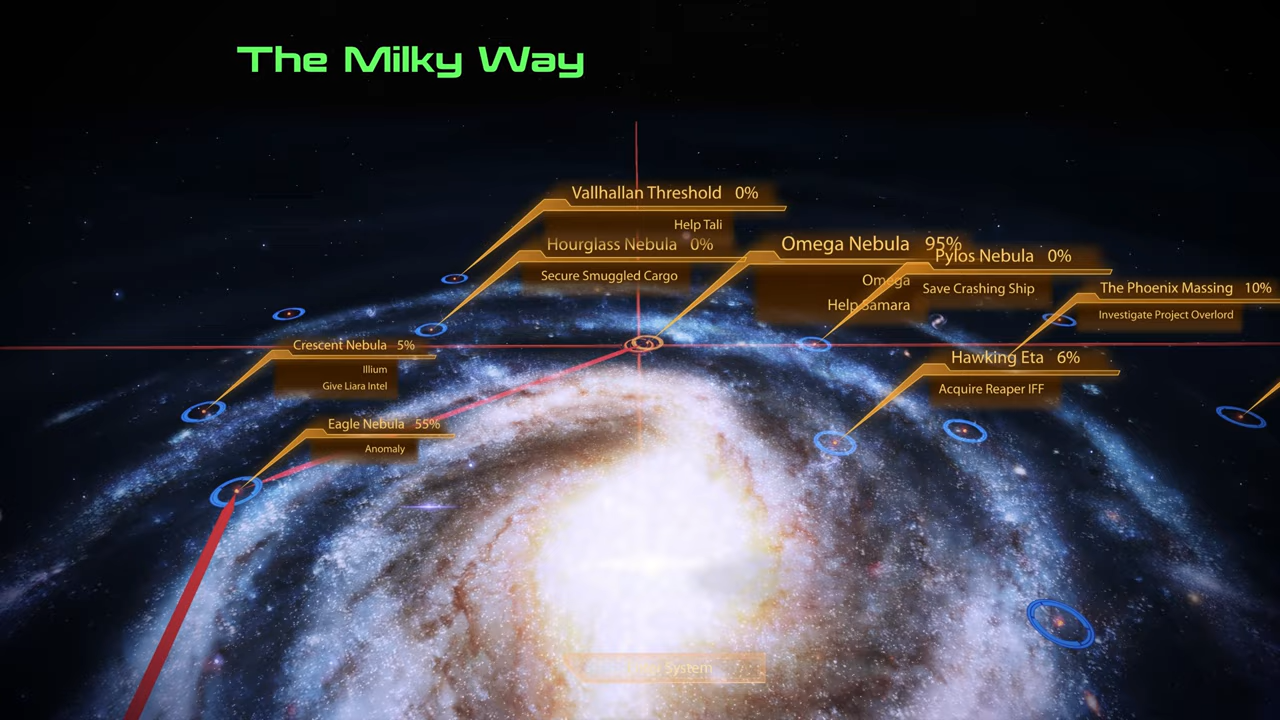 The Milky Way
Vallhallan Threshold 0%
Help Tali
Hourglass Nebula 0%
Secure Smuggled Cargo
Omega Nebula 95%
Omega
Help Samara
Pylos Nebula 0%
Save Crashing Ship
The Phoenix Massing 10%
Investigate Project Overlord
Crescent Nebula 5%
Illium
Give Liara Intel
Hawking Eta 6%
Acquire Reaper IFF
Eagle Nebula 55%
Anomaly
System